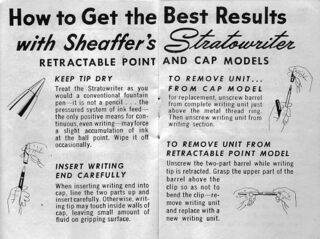 How to Get the Best Results
with Sheaffer's Stratowriter
RETRACTABLE POINT AND CAP MODELS
KEEP TIP DRY
Treat the Stratowriter as you
would a conventional fountain
pen—it is not a pencil . . . the
pressured system of ink feed—
the only positive means for con-
tinuous, even writing—may force
a slight accumulation of ink
at the ball point. Wipe it off
occasionally.
INSERT WRITING
END INTO CAP
When inserting writing end into
cap, line the two parts up and
insert carefully. Otherwise, writ-
ing tip may touch inside walls of
cap, leaving small amount of
fluid on gripping surface.
TO REMOVE UNIT...
FROM CAP MODEL
for replacement, unscrew barrel
from complete writing unit just
above the metal thread ring.
Then unscrew writing unit from
writing section.
TO REMOVE UNIT FROM
RETRACTABLE POINT MODEL
Unscrew the two-part barrel while writing
tip is retracted. Grasp the upper part of the
barrel above the
clip so as not to
bend the clip—re-
move writing unit
and replace with a
new writing unit.